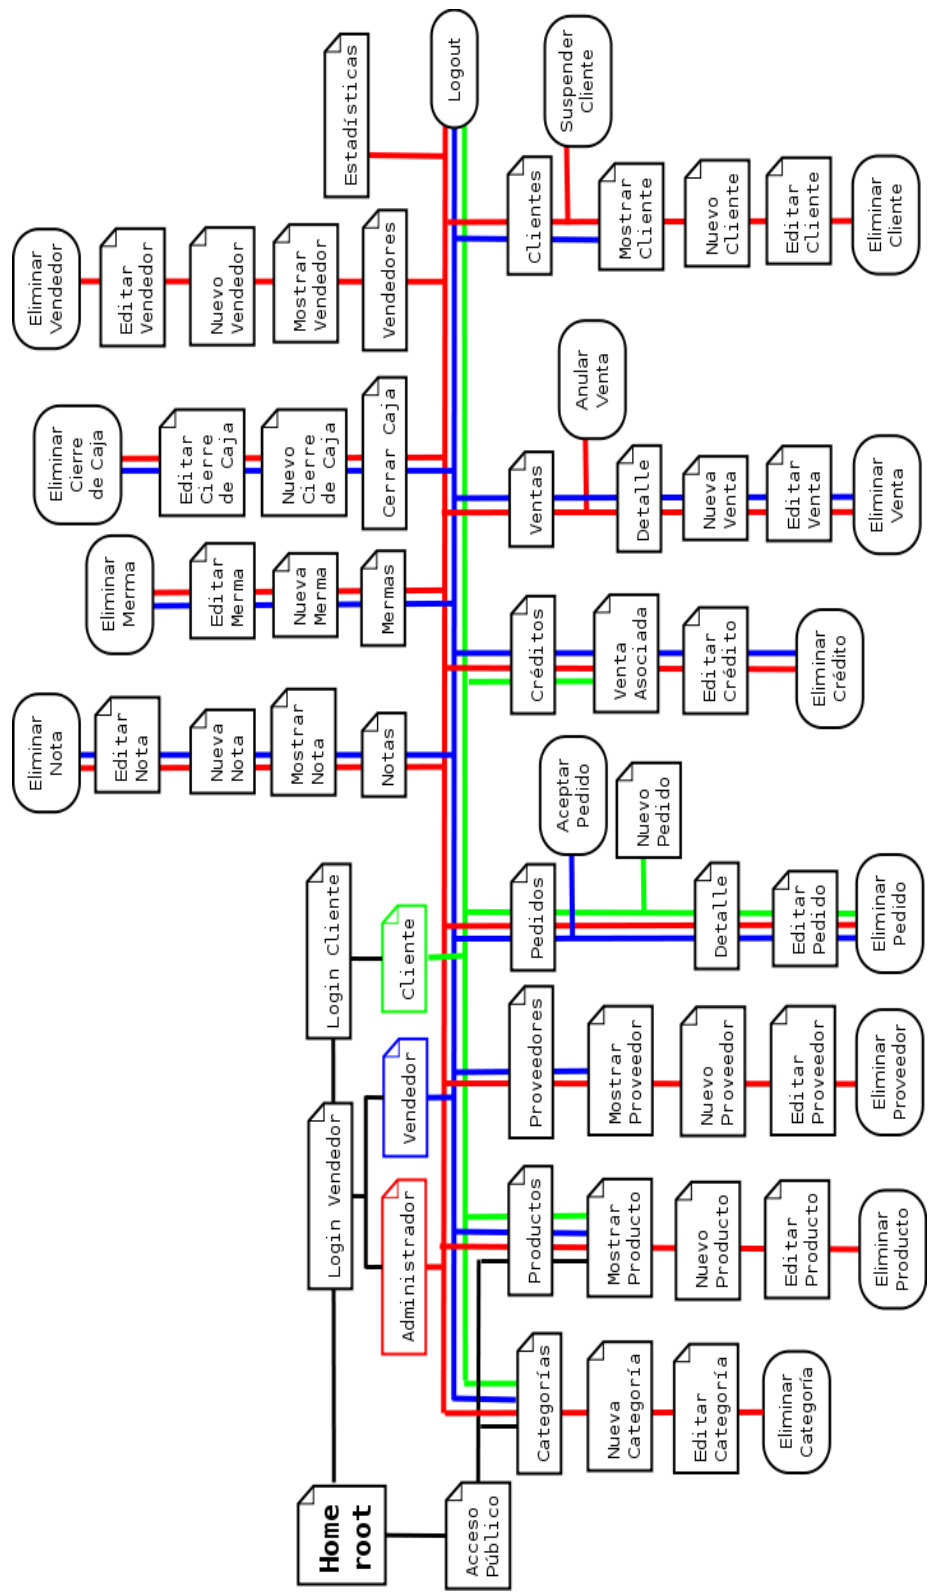 Home
root
Acceso
Público
Login Vendedor
Login Cliente
Administrador
Vendedor
Cliente
Eliminar
Nota
Editar
Nota
Nueva
Nota
Mostrar
Nota
Notas
Eliminar
Merma
Editar
Merma
Nueva
Merma
Mermas
Eliminar
Cierre
de Caja
Editar
Cierre
de Caja
Nuevo
Cierre
de Caja
Cerrar Caja
Eliminar
Vendedor
Editar
Vendedor
Nuevo
Vendedor
Mostrar
Vendedor
Vendedores
Estadísticas
Logout
Categorías
Nueva
Categoría
Editar
Categoría
Eliminar
Categoría
Productos
Mostrar
Producto
Nuevo
Producto
Editar
Producto
Eliminar
Producto
Proveedores
Mostrar
Proveedor
Nuevo
Proveedor
Editar
Proveedor
Eliminar
Proveedor
Pedidos
Aceptar
Pedido
Nuevo
Pedido
Detalle
Editar
Pedido
Eliminar
Pedido
Créditos
Venta
Asociada
Editar
Crédito
Eliminar
Crédito
Ventas
Anular
Venta
Detalle
Nueva
Venta
Editar
Venta
Eliminar
Venta
Clientes
Suspender
Cliente
Mostrar
Cliente
Nuevo
Cliente
Editar
Cliente
Eliminar
Cliente